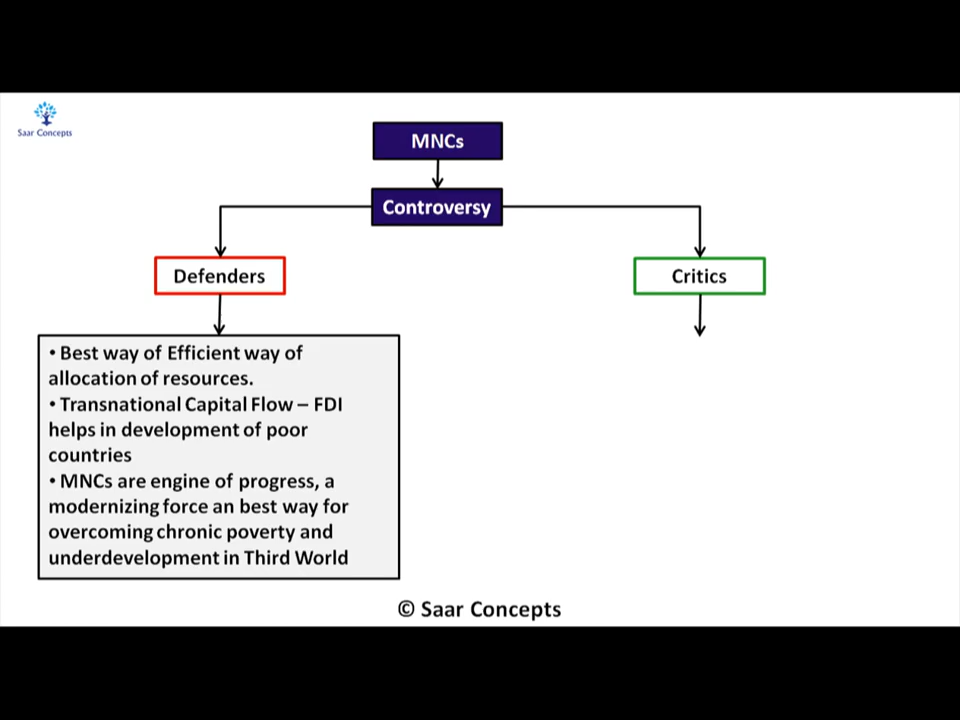 Saar Concepts
MNCs
Controversy
Defenders
Critics
• Best way of Efficient way of
allocation of resources.
• Transnational Capital Flow – FDI
helps in development of poor
countries
• MNCs are engine of progress, a
modernizing force an best way for
overcoming chronic poverty and
underdevelopment in Third World
© Saar Concepts